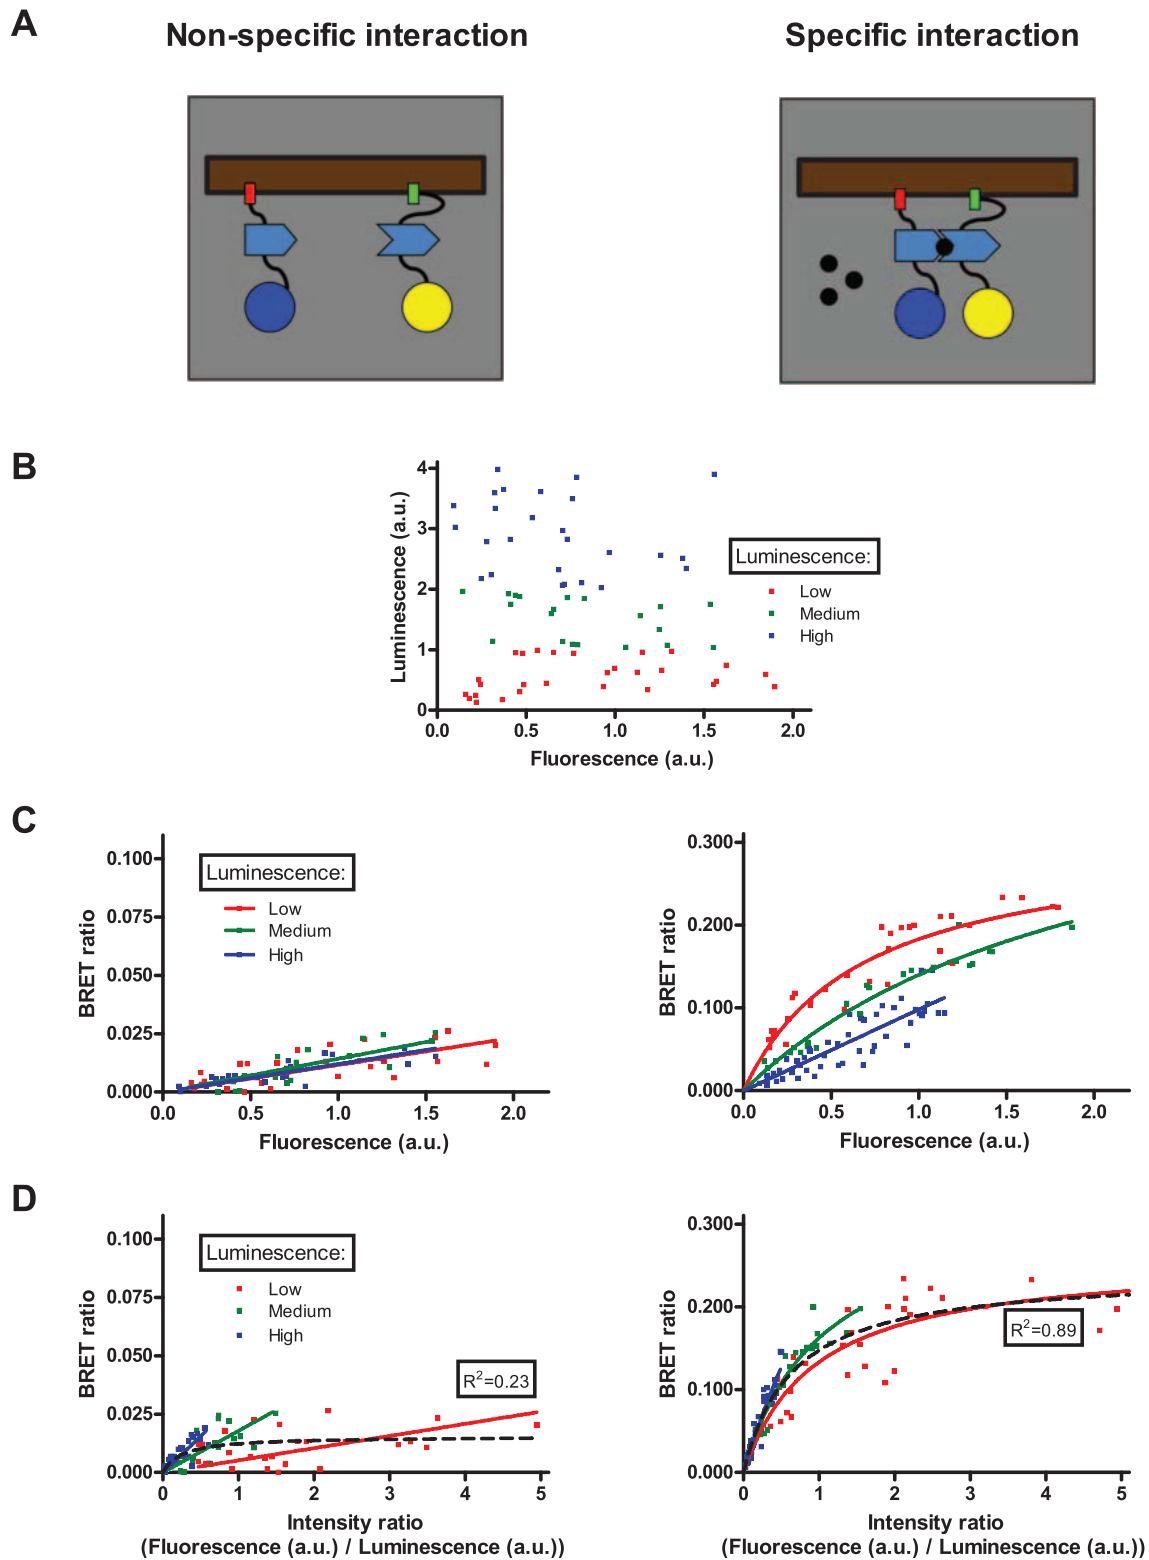 A
Non-specific interaction
Specific interaction
B
Luminescence (a.u.)
4
3
2
1
0
0.0
0.5
1.0
1.5
2.0
Fluorescence (a.u.)
Luminescence:
Low
Medium
High
C
BRET ratio
0.100
0.075
0.050
0.025
0.000
0.0
0.5
1.0
1.5
2.0
Fluorescence (a.u.)
Luminescence:
Low
Medium
High
BRET ratio
0.300
0.200
0.100
0.000
0.0
0.5
1.0
1.5
2.0
Fluorescence (a.u.)
D
BRET ratio
0.100
0.075
0.050
0.025
0.000
0
1
2
3
4
5
Intensity ratio
(Fluorescence (a.u.) / Luminescence (a.u.))
Luminescence:
Low
Medium
High
R²=0.23
BRET ratio
0.300
0.200
0.100
0.000
0
1
2
3
4
5
Intensity ratio
(Fluorescence (a.u.) / Luminescence (a.u.))
R²=0.89